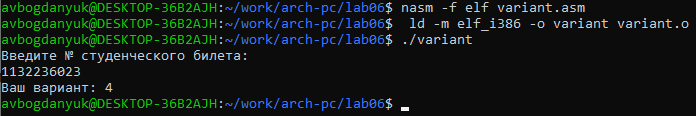 avbogdanyuk@DESKTOP-36B2AJH:~/work/arch-pc/lab06$ nasm -f elf variant.asm
avbogdanyuk@DESKTOP-36B2AJH:~/work/arch-pc/lab06$  ld -m elf_i386 -o variant variant.o
avbogdanyuk@DESKTOP-36B2AJH:~/work/arch-pc/lab06$ ./variant
Введите № студенческого билета:
1132236023
Ваш вариант: 4
avbogdanyuk@DESKTOP-36B2AJH:~/work/arch-pc/lab06$